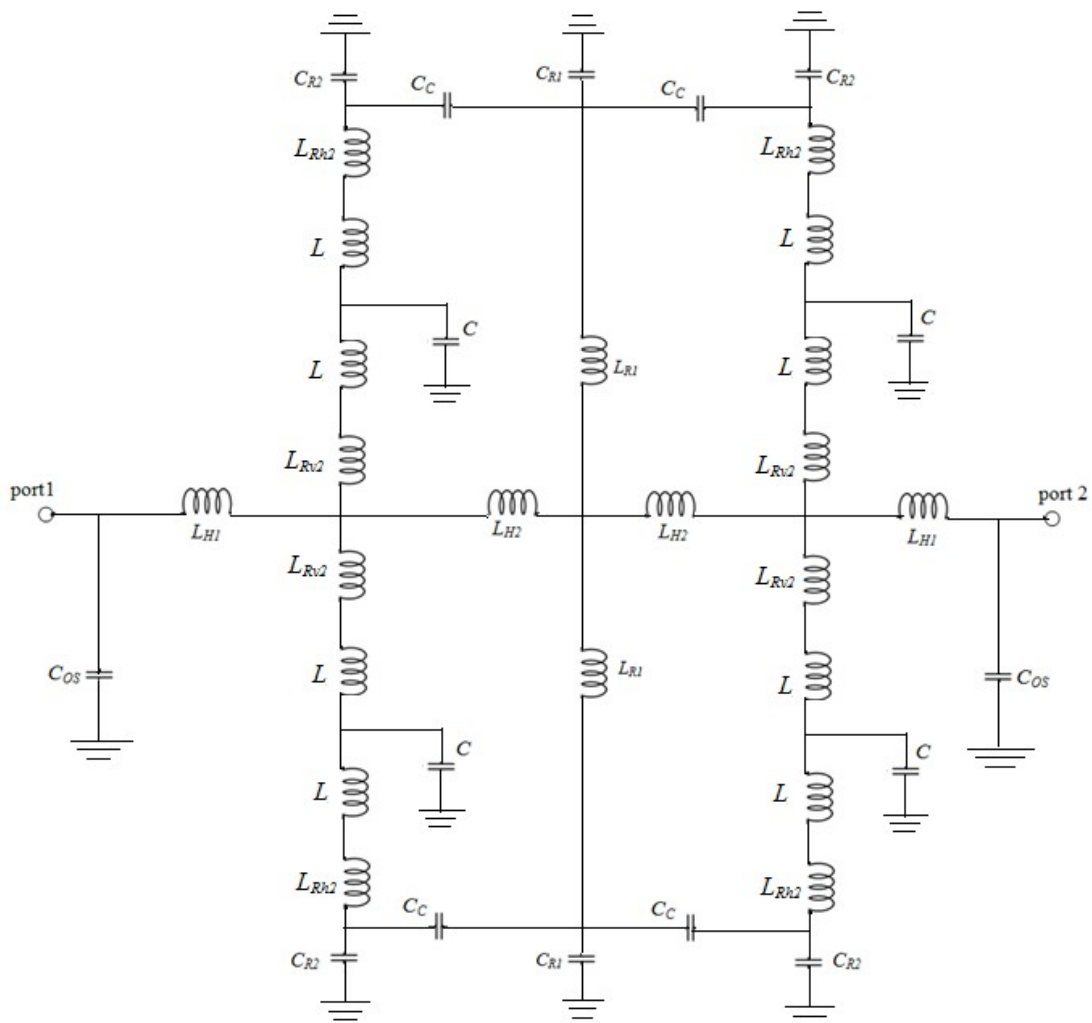 C_R2 C_C C_R1 C_C C_R2
L_Rh2 L_Rh2
L L
C C
L L_R1 L
L_Rv2 L_Rv2
port1 port 2
L_H1 L_H2 L_H2 L_H1
L_Rv2 L_Rv2
C_OS L L_R1 L C_OS
C C
L L
L_Rh2 L_Rh2
C_C C_C
C_R2 C_R1 C_R2